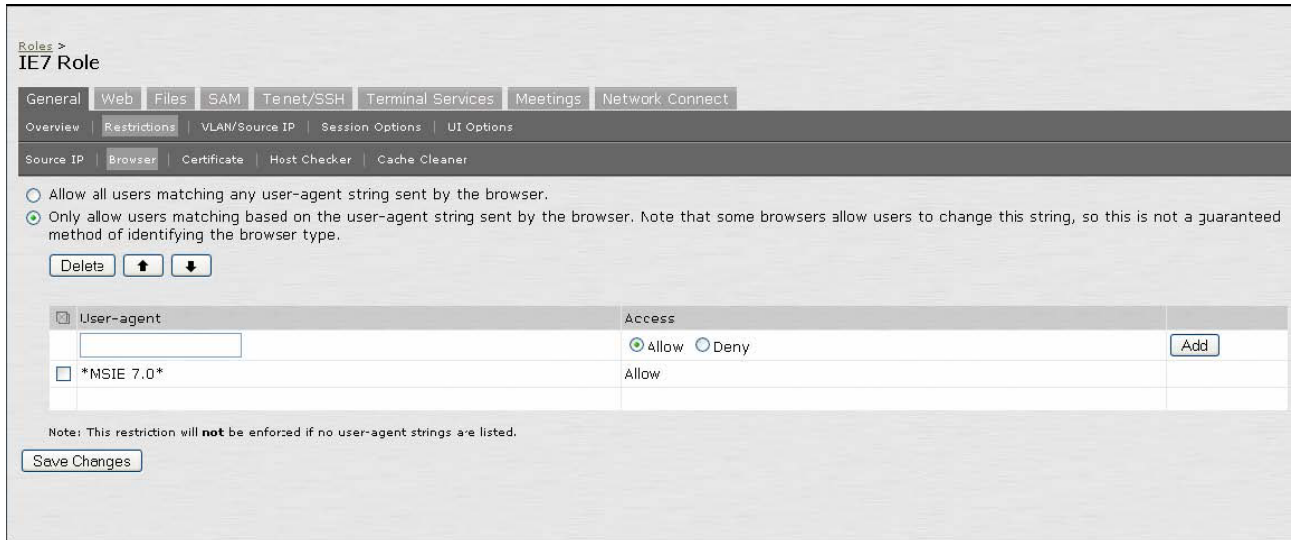 Roles >
IE7 Role
General Web Files SAM Telnet/SSH Terminal Services Meetings Network Connect
Overview | Restrictions | VLAN/Source IP | Session Options | UI Options
Source IP | Browser | Certificate | Host Checker | Cache Cleaner
Allow all users matching any user-agent string sent by the browser.
Only allow users matching based on the user-agent string sent by the browser. Note that some browsers allow users to change this string, so this is not a guaranteed
method of identifying the browser type.
Delete
User-agent Access
Allow Deny Add
*MSIE 7.0* Allow
Note: This restriction will not be enforced if no user-agent strings are listed.
Save Changes